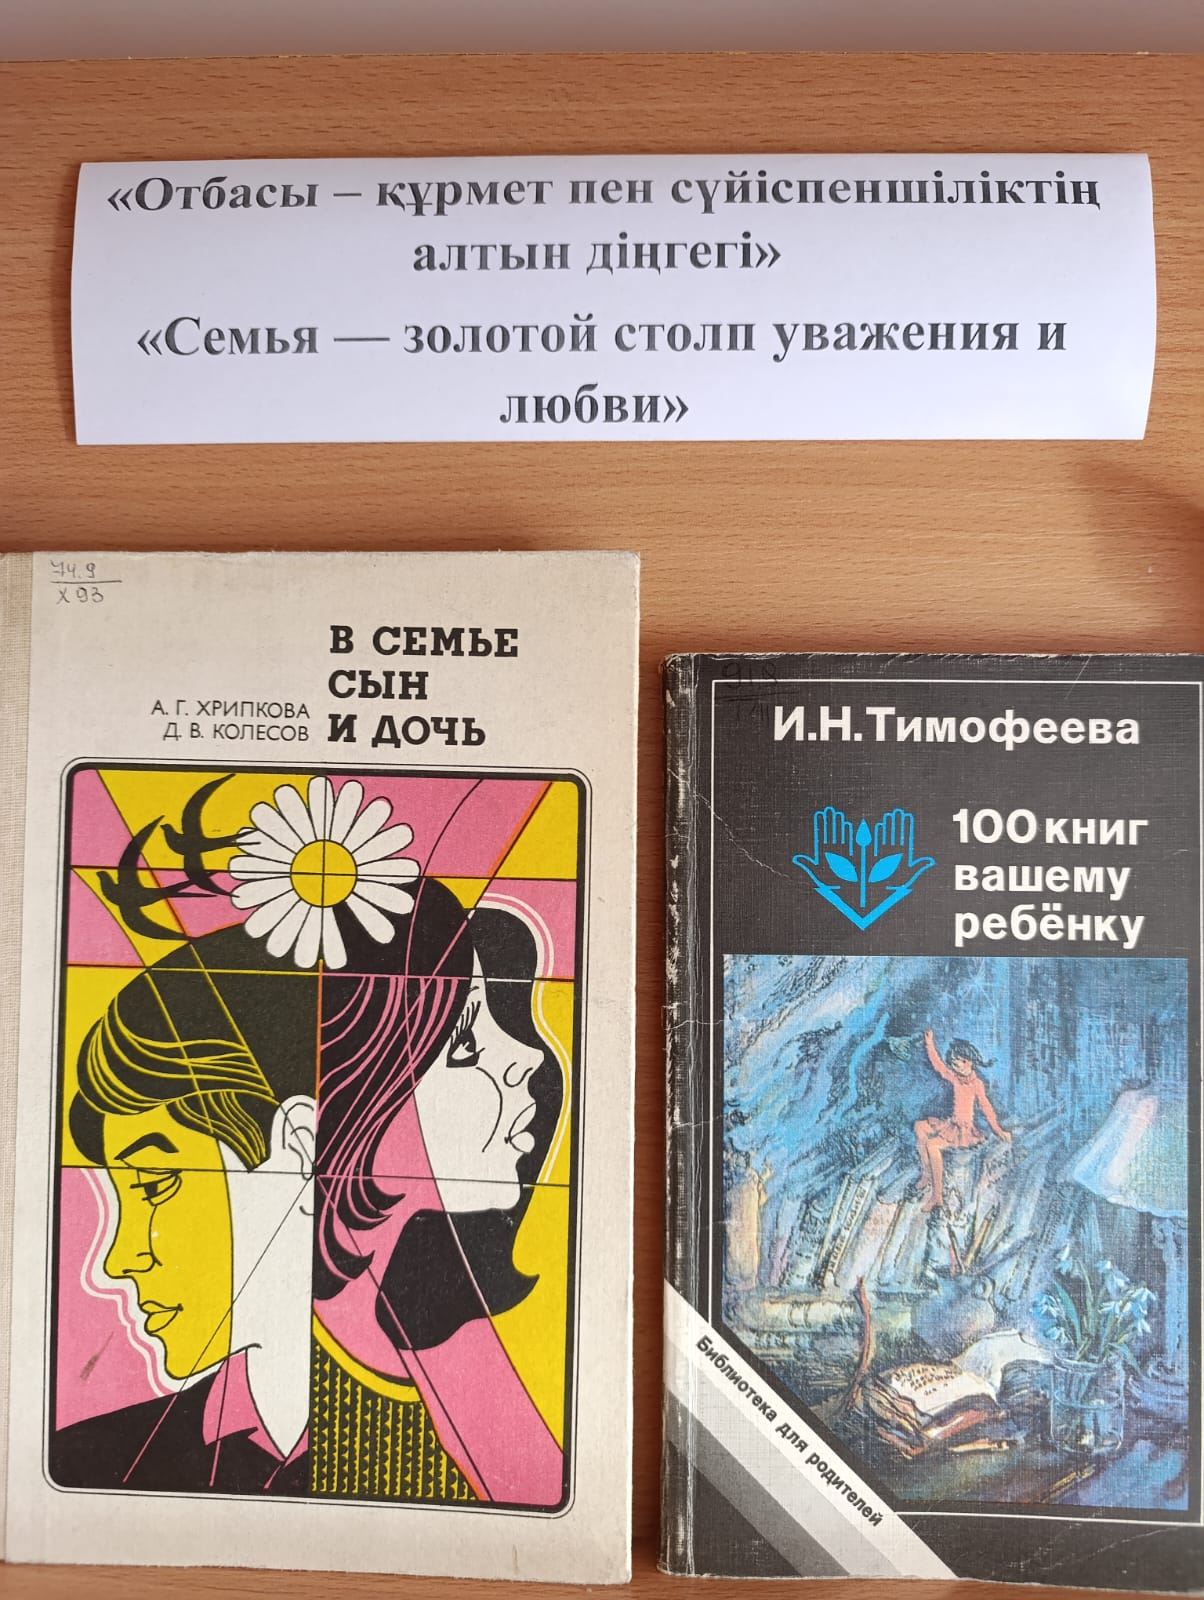 «Отбасы – құрмет пен сүйіспеншіліктің
алтын діңгегі»
«Семья — золотой столп уважения и
любви»
74.9
Х 93
В СЕМЬЕ
СЫН
И ДОЧЬ
А. Г. ХРИПКОВА
Д. В. КОЛЕСОВ
И.Н.Тимофеева
100 книг
вашему
ребёнку
Библиотека для родителей